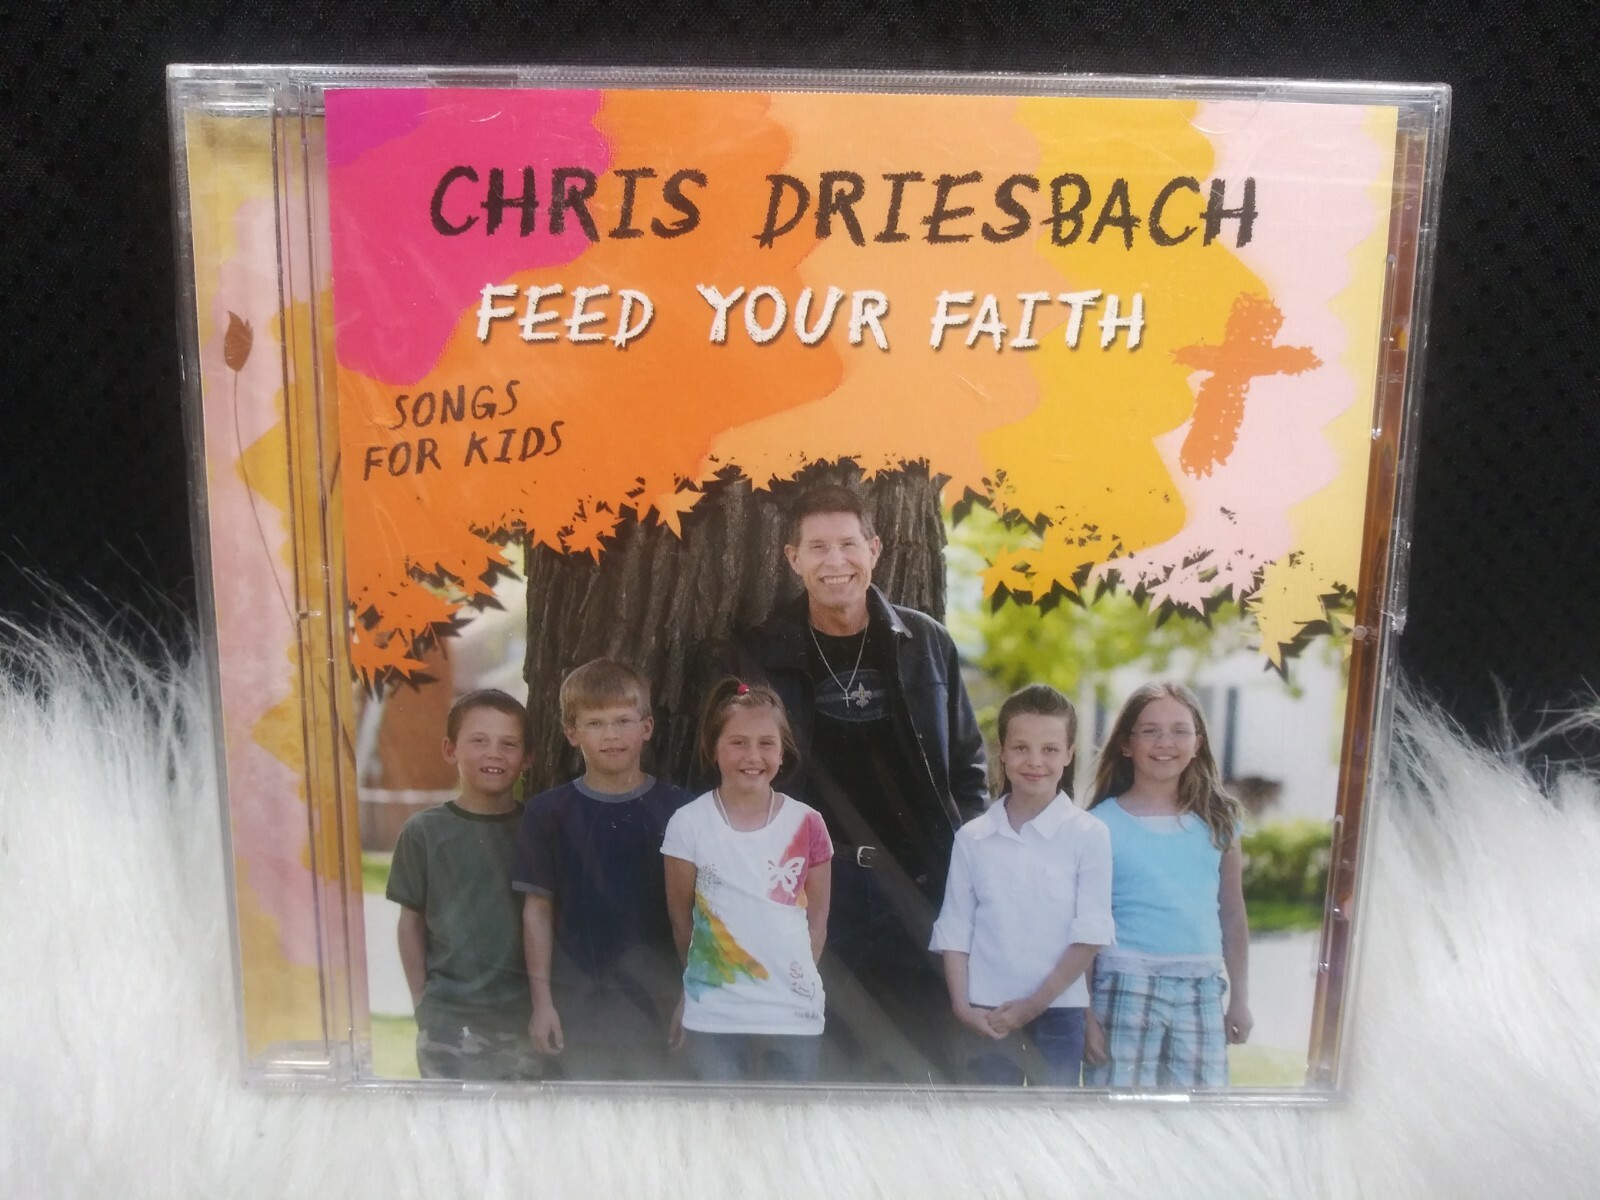 CHRIS DRIESBACH
FEED YOUR FAITH
SONGS
FOR KIDS